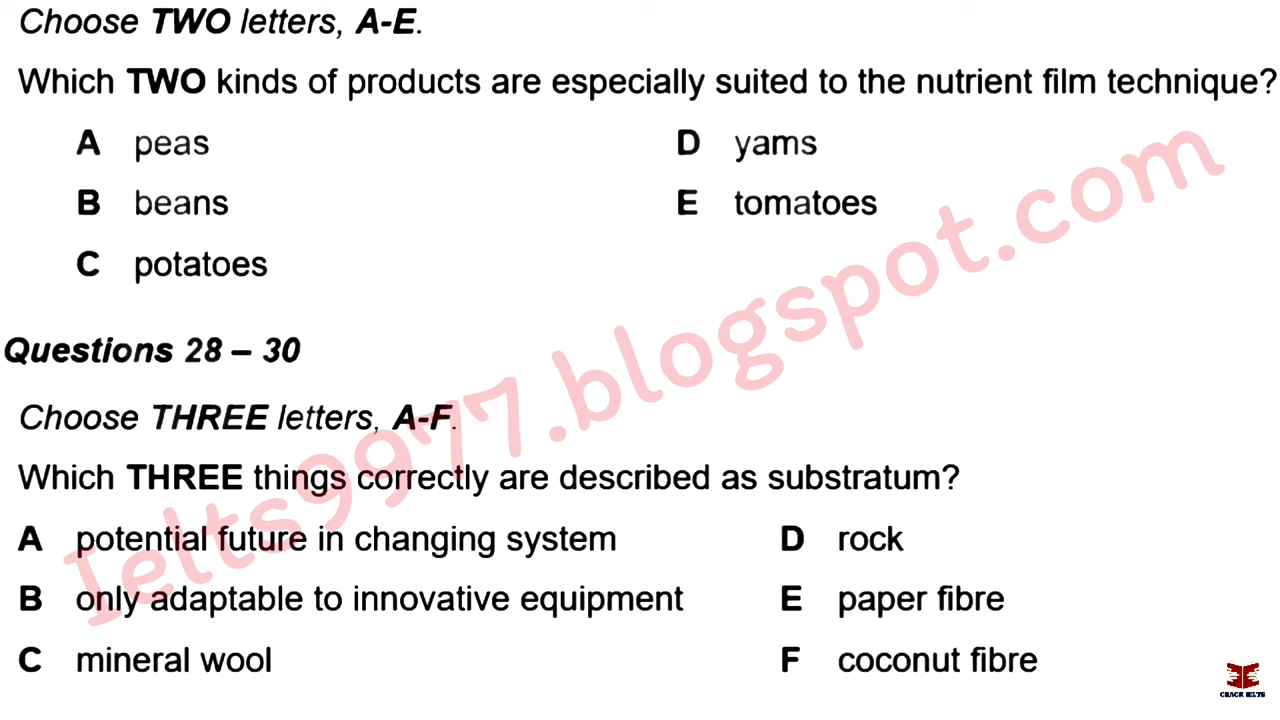 Choose TWO letters, A-E.
Which TWO kinds of products are especially suited to the nutrient film technique?
A peas
B beans
C potatoes
D yams
E tomatoes
Questions 28 – 30
Choose THREE letters, A-F.
Which THREE things correctly are described as substratum?
A potential future in changing system
B only adaptable to innovative equipment
C mineral wool
D rock
E paper fibre
F coconut fibre
Ielts9977.blogspot.com
CRACK IELTS